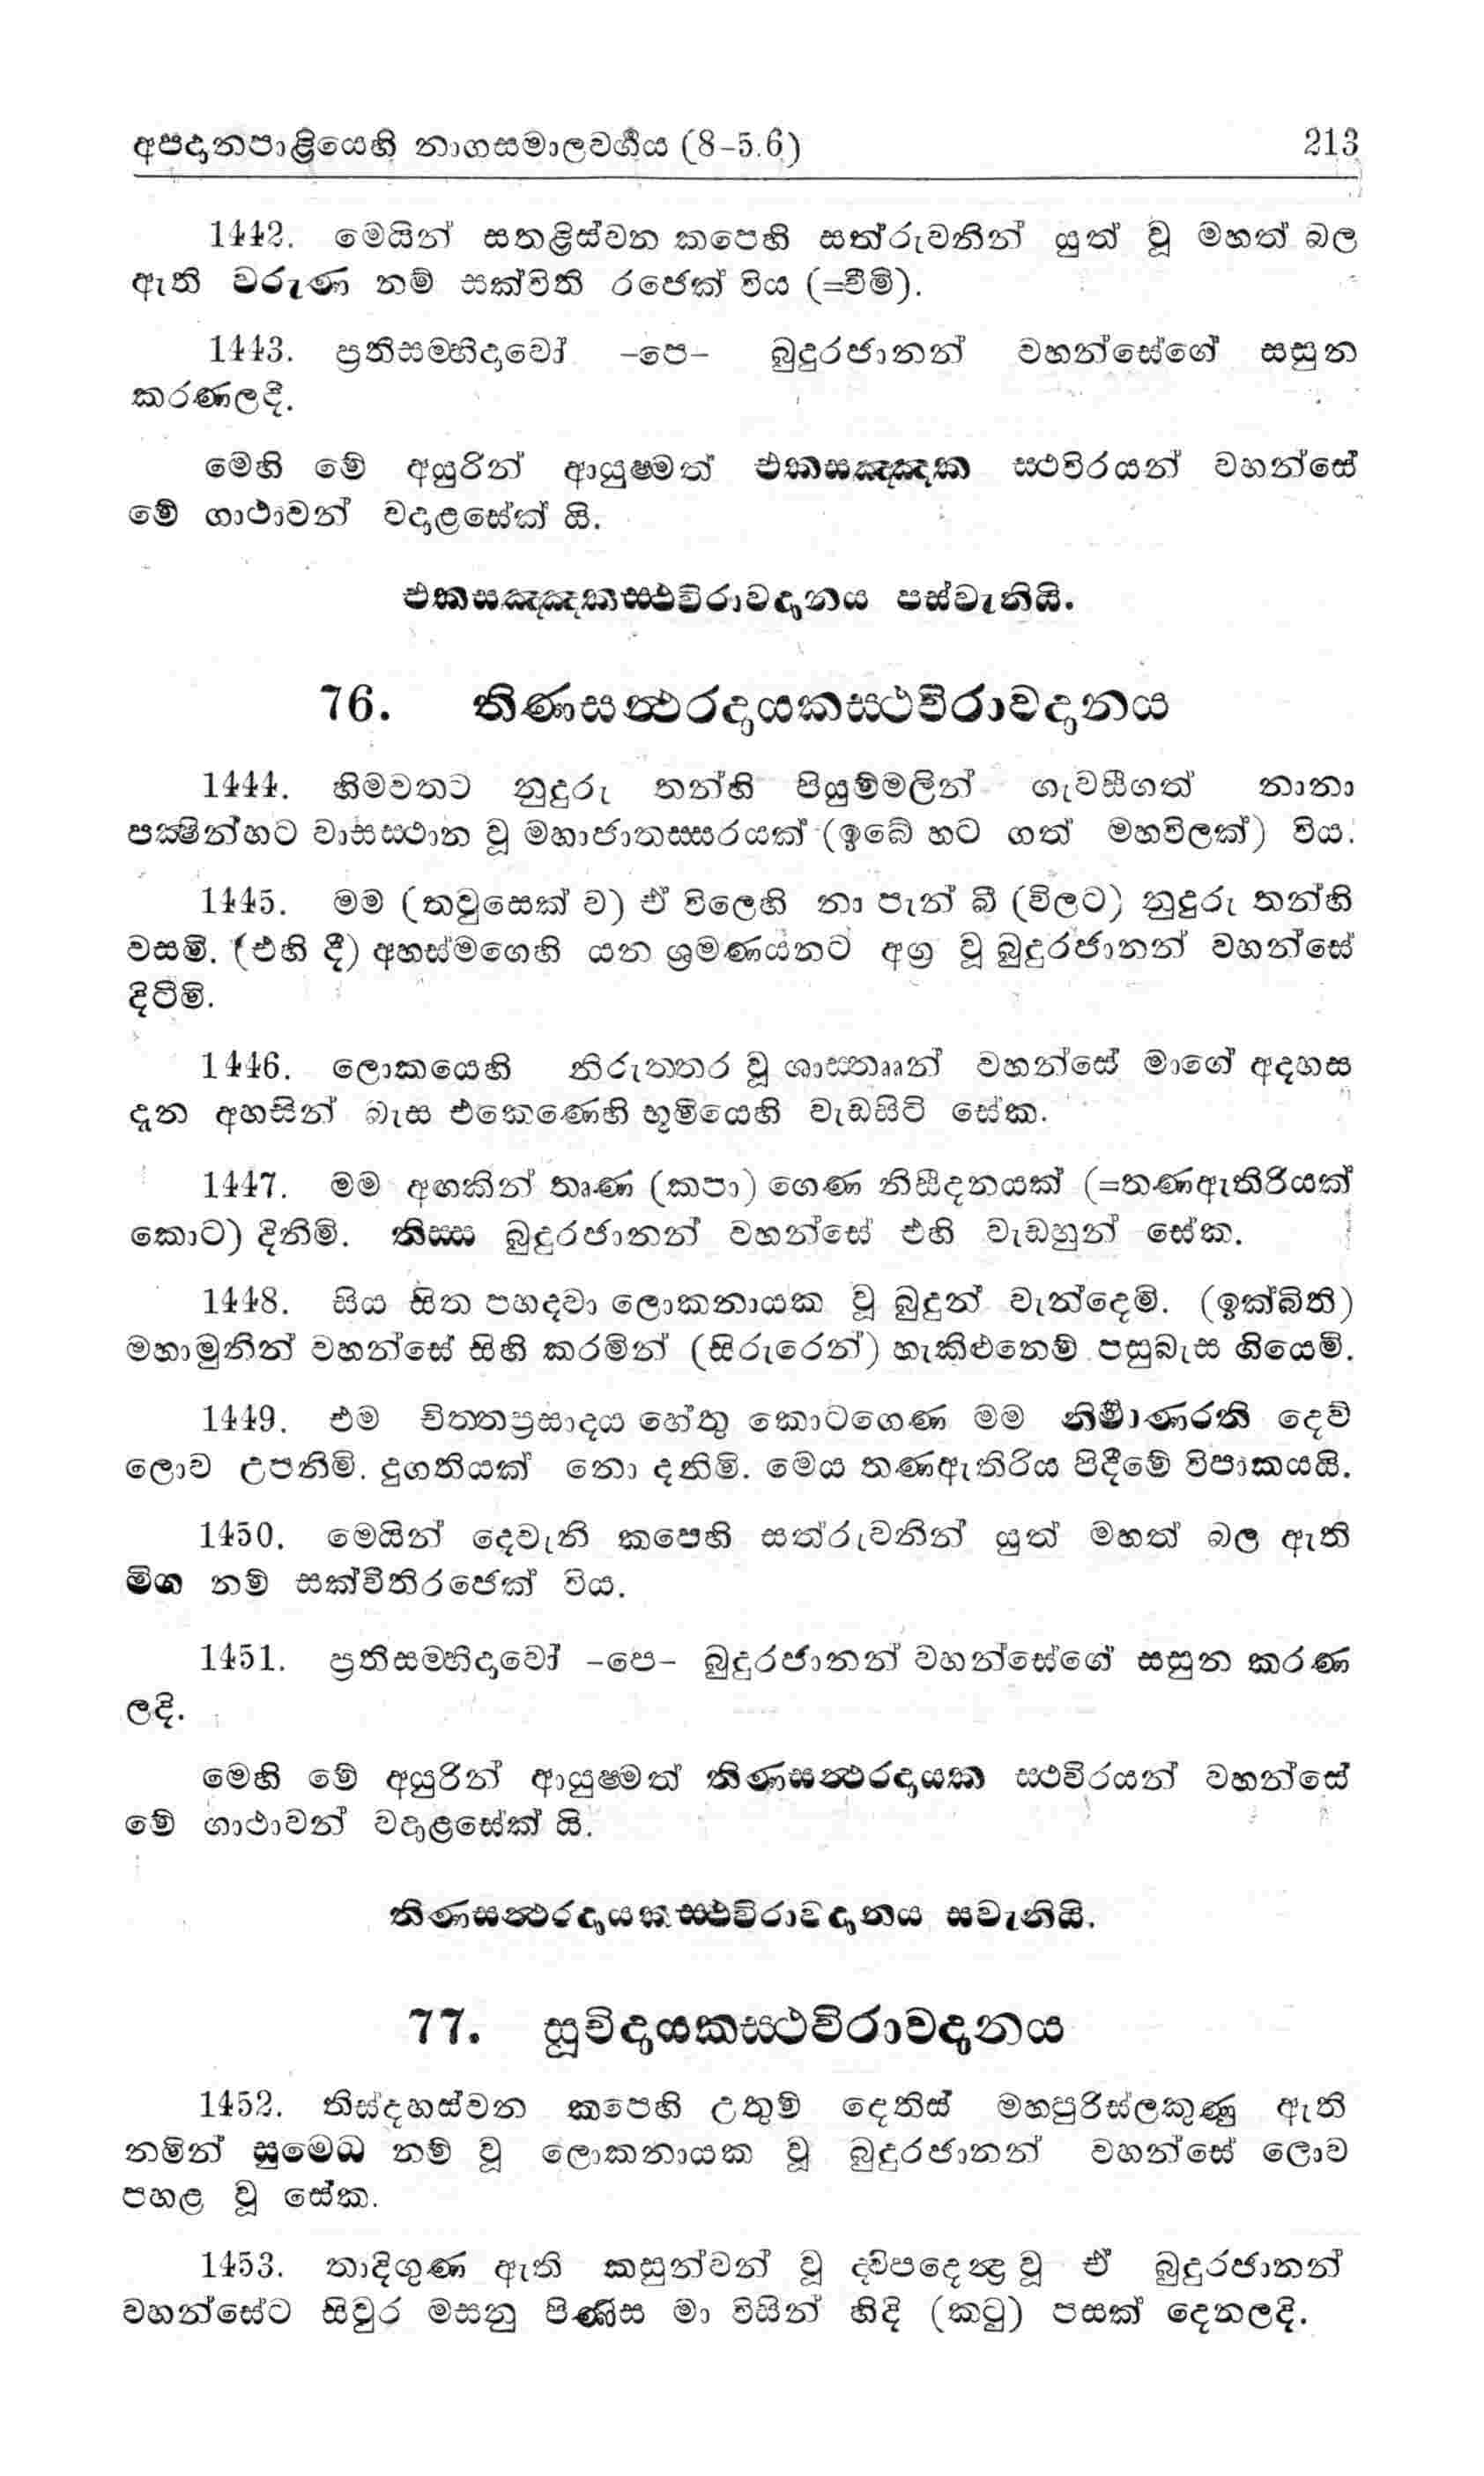 අපදානපාළියෙහි නාගසමාලවර්‍ගය (8-5.6) 213
1442. මෙයින් සතළිස්වන කපෙහි සත්රුවනින් යුත් වූ මහත් බල
ඇති වරුණ නම් සක්විති රජෙක් විය (=වීමි).
1443. ප්‍රතිසම්භිදාවෝ -පෙ- බුදුරජානන් වහන්සේගේ සසුන
කරණලදී.
මෙහි මේ අයුරින් ආයුෂ්මත් එකසඤ්ඤක ස්ථවිරයන් වහන්සේ
මේ ගාථාවන් වදාළසේක් යි.
එකසඤ්ඤකස්ථවිරාවදානය පස්වැනියි.
76. තිණසන්ථරදායකස්ථවිරාවදානය
1444. හිමවතට නුදුරු තන්හි පියුම්මලින් ගැවසීගත් නානා
පක්‍ෂින්හට වාසස්ථාන වූ මහාජාතස්සරයක් (ඉබේ හට ගත් මහවිලක්) විය.
1445. මම (තවුසෙක් ව) ඒ විලෙහි නා පැන් බී (විලට) නුදුරු තන්හි
වසමි. (එහි දී) අහස්මගෙහි යන ශ්‍රමණයනට අග්‍ර වූ බුදුරජානන් වහන්සේ
දිටිමි.
1446. ලොකයෙහි නිරුත්තර වූ ශාස්තෲන් වහන්සේ මාගේ අදහස
දැන අහසින් බැස එකෙණෙහි භූමියෙහි වැඩසිටි සේක.
1447. මම අඟකින් තෘණ (කපා) ගෙණ නිසීදනයක් (=තණඇතිරියක්
කොට) දිනිමි. තිස්ස බුදුරජානන් වහන්සේ එහි වැඩහුන් සේක.
1448. සිය සිත පහදවා ලොකනායක වූ බුදුන් වැන්දෙමි. (ඉක්බිති)
මහාමුනින් වහන්සේ සිහි කරමින් (සිරුරෙන්) හැකිළුනෙම් පසුබැස ගියෙමි.
1449. එම චිත්තප්‍රසාදය හේතු කොටගෙණ මම නිර්‍මාණරති දෙව්
ලොව උපනිමි. දුගතියක් නො දනිමි. මෙය තණඇතිරිය පිදීමේ විපාකයයි.
1450. මෙයින් දෙවැනි කපෙහි සත්රුවනින් යුත් මහත් බල ඇති
මිග නම් සක්විතිරජෙක් විය.
1451. ප්‍රතිසම්භිදාවෝ -පෙ- බුදුරජානන් වහන්සේගේ සසුන කරණ
ලදි.
මෙහි මේ අයුරින් ආයුෂ්මත් තිණසන්ථරදායක ස්ථවිරයන් වහන්සේ
මේ ගාථාවන් වදාළසේක් යි.
තිණසන්ථරදායකස්ථවිරාවදානය සවැනියි.
77. සූචිදායකස්ථවිරාවදානය
1452. තිස්දහස්වන කපෙහි උතුම් දෙතිස් මහපුරිස්ලකුණු ඇති
නමින් සුමෙධ නම් වූ ලොකනායක වූ බුදුරජානන් වහන්සේ ලොව
පහළ වූ සේක.
1453. තාදිගුණ ඇති කසුන්වන් වූ ද්විපදෙන්‍ද්‍ර වූ ඒ බුදුරජානන්
වහන්සේට සිවුර මසනු පිණිස මා විසින් හිඳි (කටු) පසක් දෙනලදි.